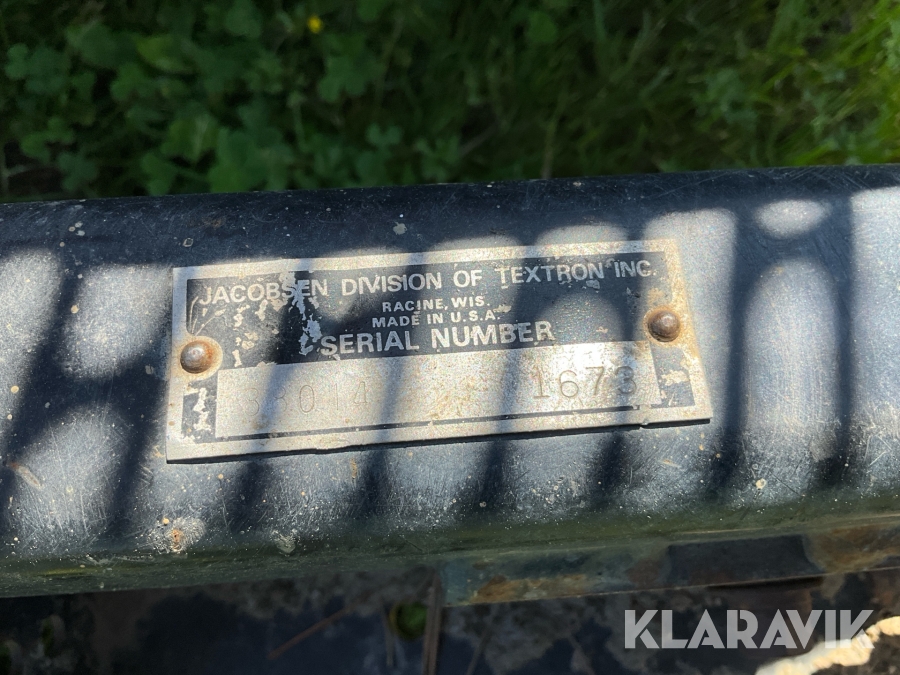 JACOBSEN DIVISION OF TEXTRON INC.
RACINE, WIS.
MADE IN U.S.A.
SERIAL NUMBER
1673
KLARAVIK